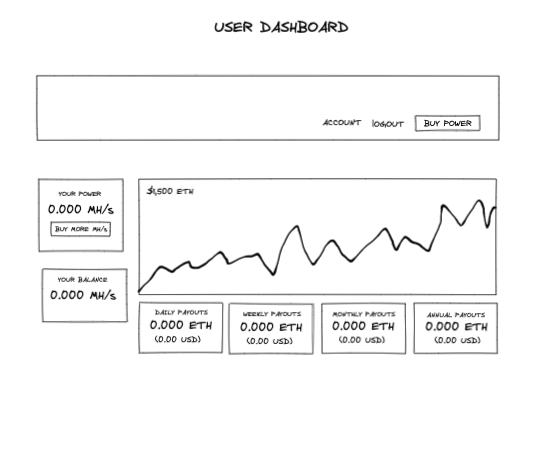 USER DASHBOARD
ACCOUNT LOGOUT BUY POWER
YOUR POWER
0.000 MH/s
BUY MORE MH/s
$1,500 ETH
YOUR BALANCE
0.000 MH/s
DAILY PAYOUTS
0.000 ETH
(0.00 USD)
WEEKLY PAYOUTS
0.000 ETH
(0.00 USD)
MONTHLY PAYOUTS
0.000 ETH
(0.00 USD)
ANNUAL PAYOUTS
0.000 ETH
(0.00 USD)